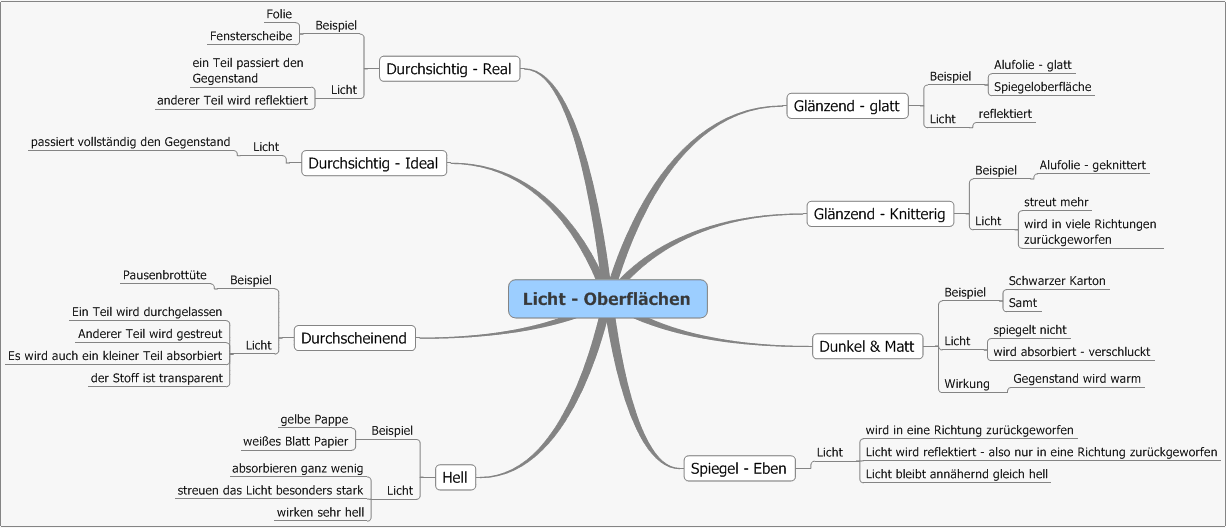 Licht - Oberflächen
Durchsichtig - Real
Beispiel
Folie
Fensterscheibe
Licht
ein Teil passiert den
Gegenstand
anderer Teil wird reflektiert
Durchsichtig - Ideal
Licht
passiert vollständig den Gegenstand
Durchscheinend
Beispiel
Pausenbrottüte
Licht
Ein Teil wird durchgelassen
Anderer Teil wird gestreut
Es wird auch ein kleiner Teil absorbiert
der Stoff ist transparent
Hell
Beispiel
gelbe Pappe
weißes Blatt Papier
Licht
absorbieren ganz wenig
streuen das Licht besonders stark
wirken sehr hell
Glänzend - glatt
Beispiel
Alufolie - glatt
Spiegeloberfläche
Licht
reflektiert
Glänzend - Knitterig
Beispiel
Alufolie - geknittert
Licht
streut mehr
wird in viele Richtungen
zurückgeworfen
Dunkel & Matt
Beispiel
Schwarzer Karton
Samt
Licht
spiegelt nicht
wird absorbiert - verschluckt
Wirkung
Gegenstand wird warm
Spiegel - Eben
Licht
wird in eine Richtung zurückgeworfen
Licht wird reflektiert - also nur in eine Richtung zurückgeworfen
Licht bleibt annähernd gleich hell